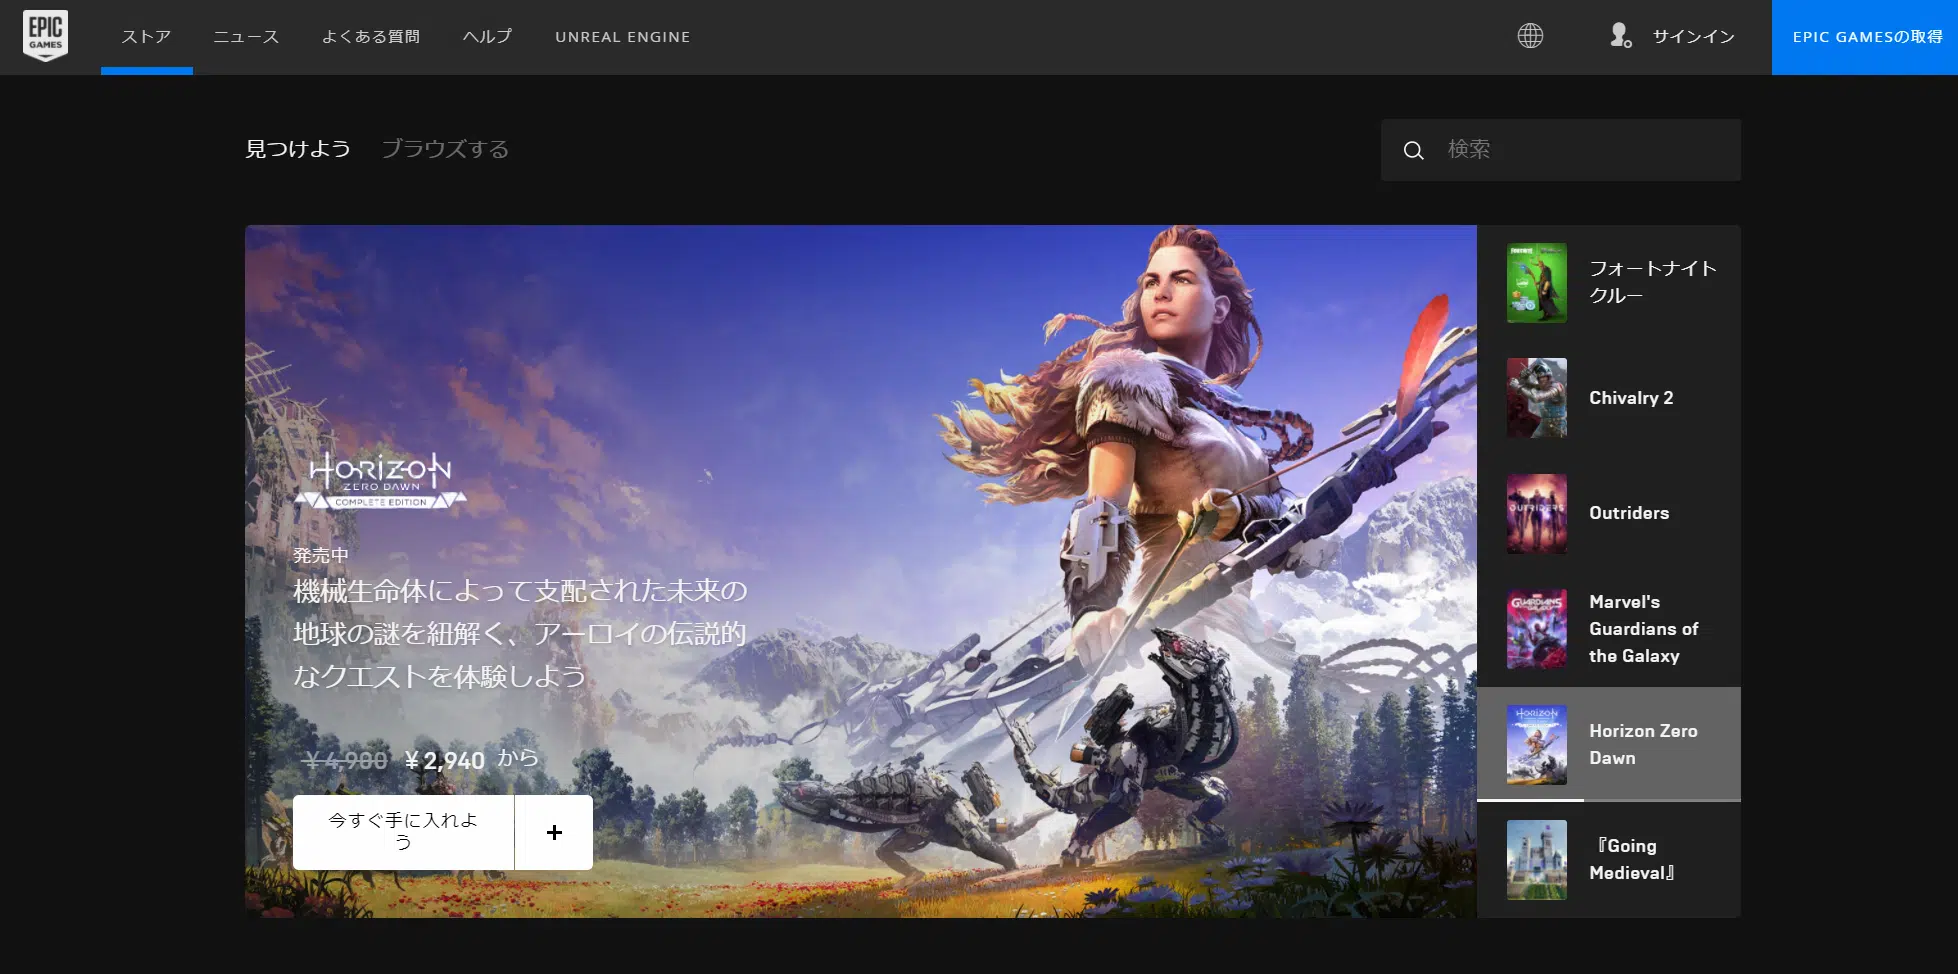 EPIC
GAMES
ストア
ニュース
よくある質問
ヘルプ
UNREAL ENGINE
サインイン
EPIC GAMESの取得
見つけよう
ブラウズする
検索
HORIZON
ZERO DAWN
COMPLETE EDITION
発売中
機械生命体によって支配された未来の
地球の謎を紐解く、アーロイの伝説的
なクエストを体験しよう
¥4,900 ¥2,940 から
今すぐ手に入れよ
う
+
フォートナイト
クルー
Chivalry 2
OUTRIDERS
Outriders
GUARDIANS
Marvel's
Guardians of
the Galaxy
HORIZON
Horizon Zero
Dawn
『Going
Medieval』